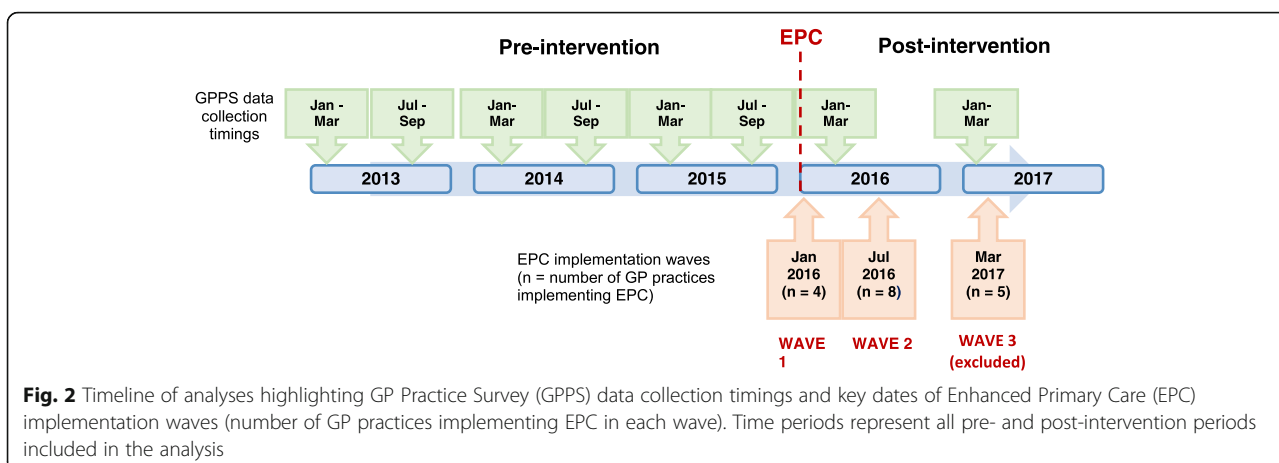 Pre-intervention
EPC
Post-intervention
GPPS data
collection
timings
Jan -
Mar
Jul -
Sep
Jan-
Mar
Jul -
Sep
Jan-
Mar
Jul -
Sep
Jan-
Mar
Jan-
Mar
2013
2014
2015
2016
2017
EPC implementation waves
(n = number of GP practices
implementing EPC)
Jan
2016
(n = 4)
Jul
2016
(n = 8)
Mar
2017
(n = 5)
WAVE
1
WAVE 2
WAVE 3
(excluded)
Fig. 2 Timeline of analyses highlighting GP Practice Survey (GPPS) data collection timings and key dates of Enhanced Primary Care (EPC)
implementation waves (number of GP practices implementing EPC in each wave). Time periods represent all pre- and post-intervention periods
included in the analysis